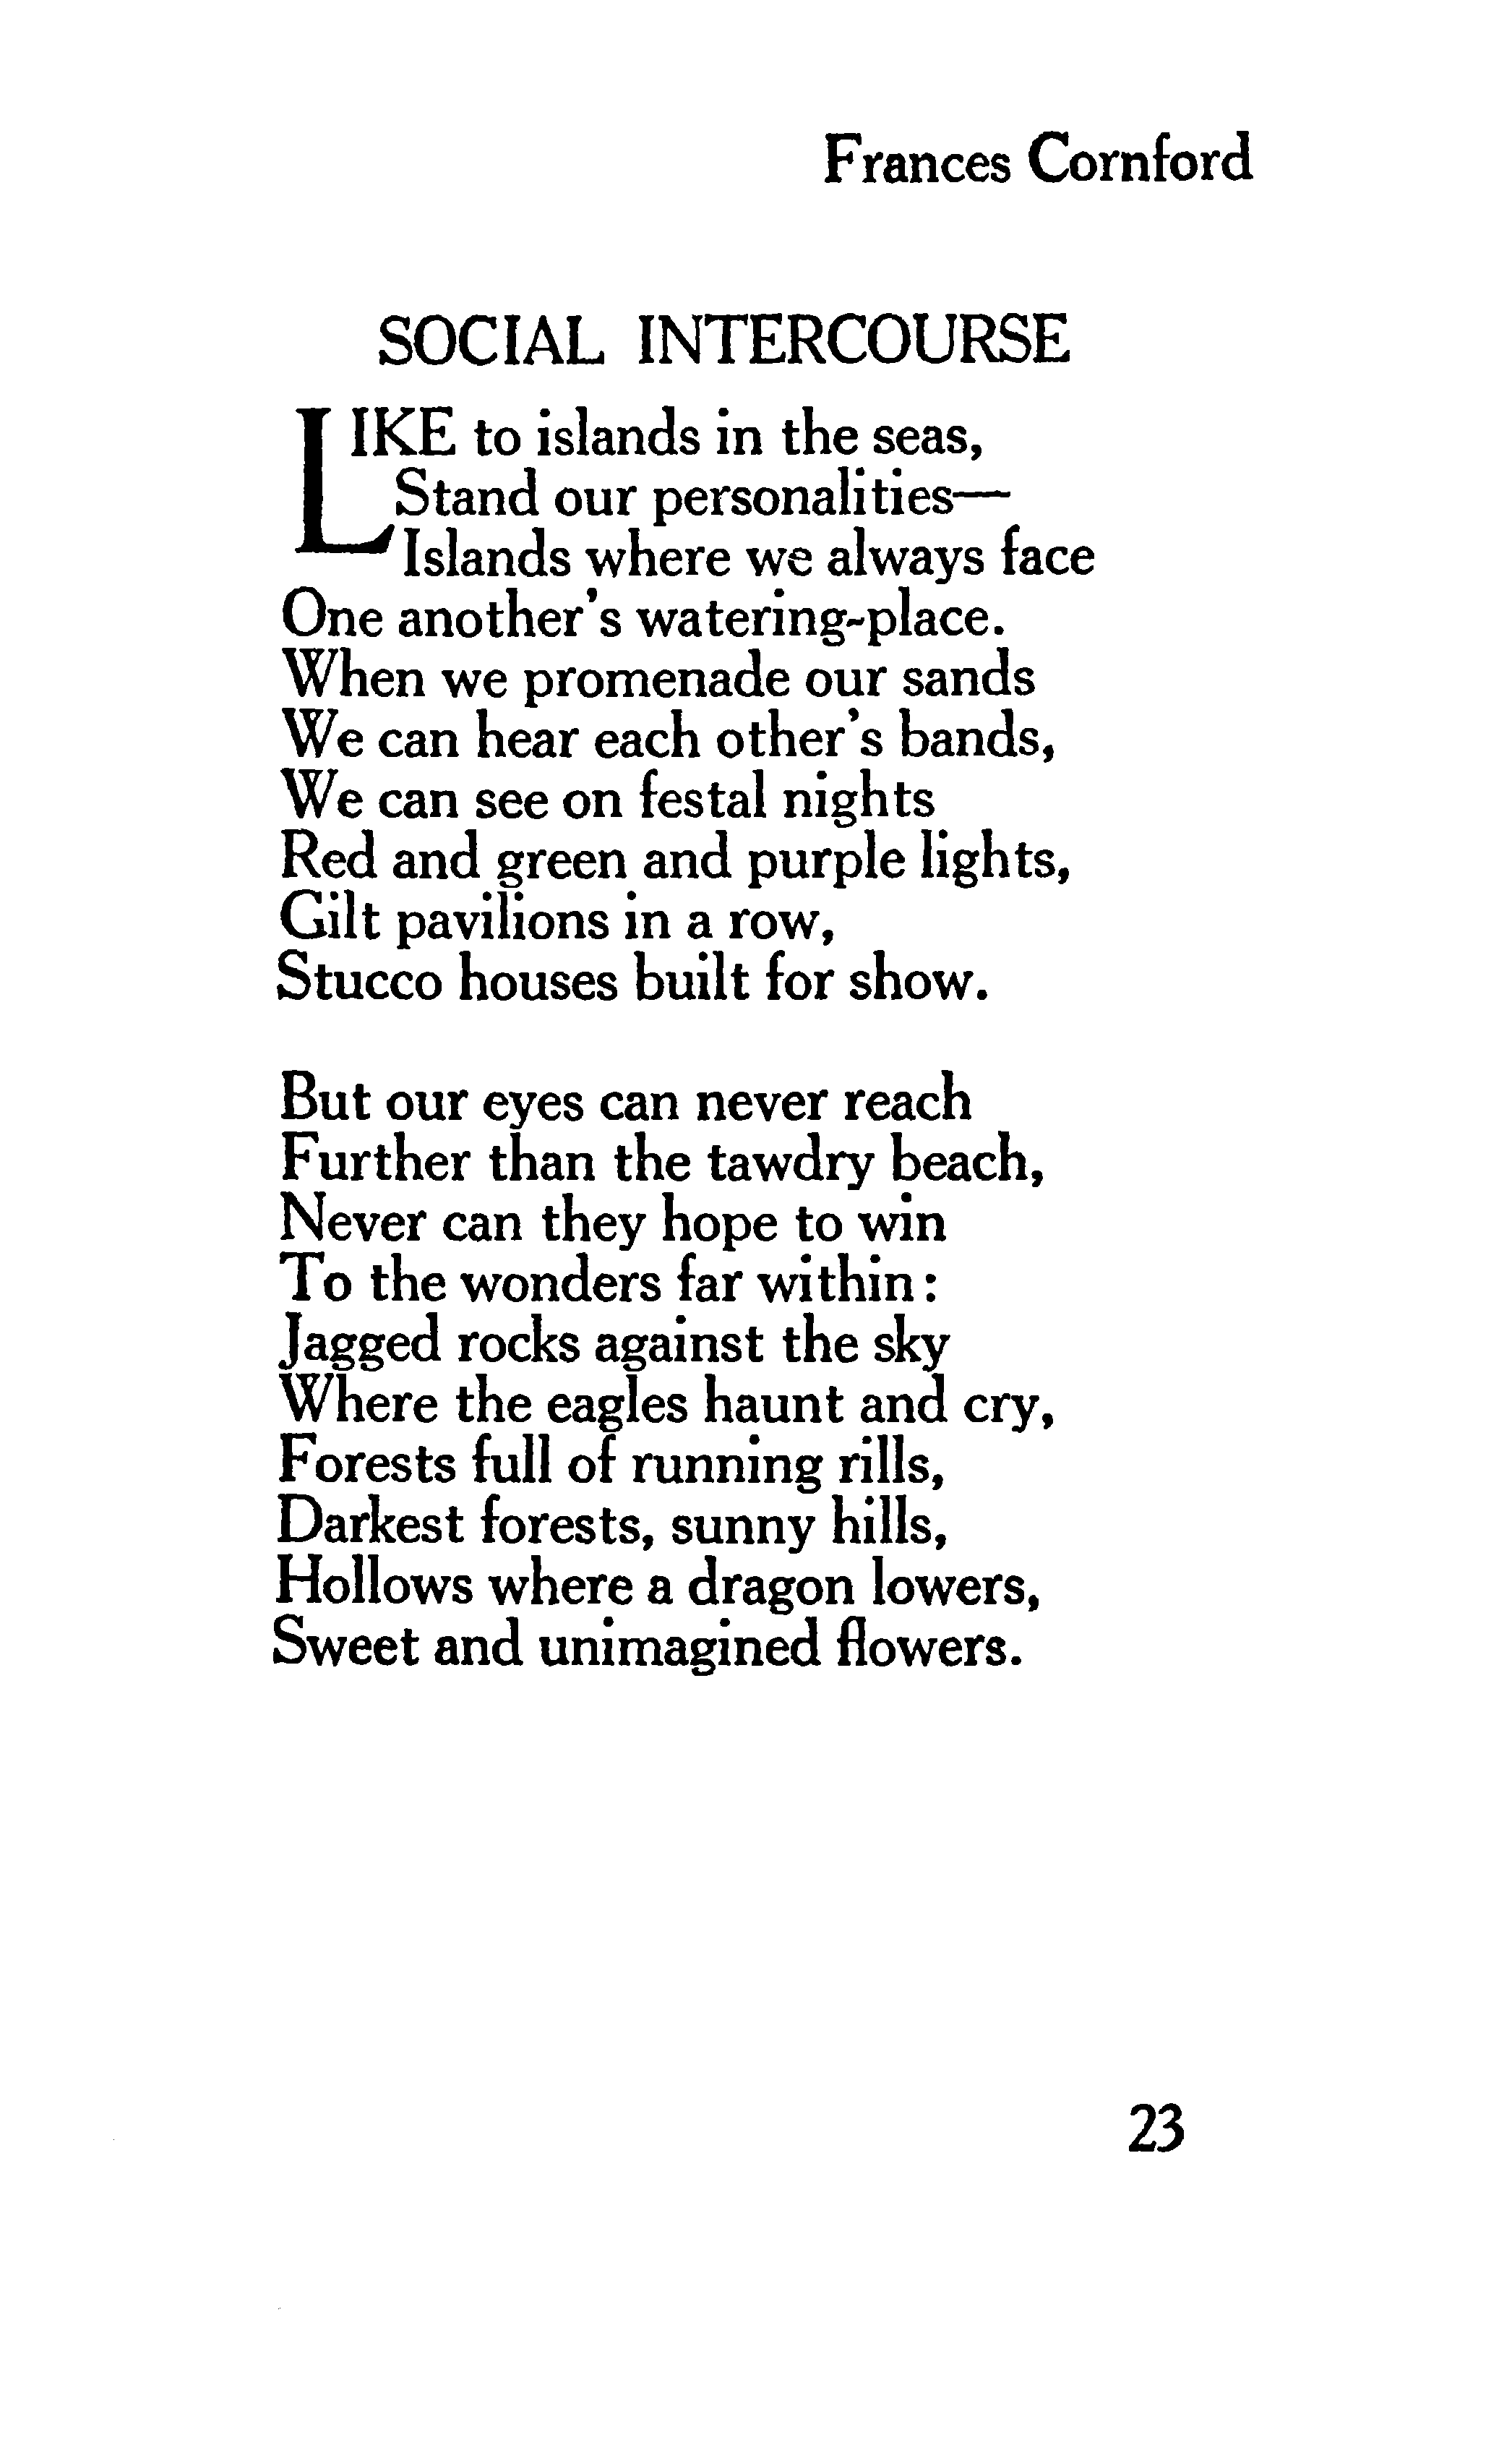 Frances Cornford
SOCIAL INTERCOURSE
LIKE to islands in the seas,
Stand our personalities—
Islands where we always face
One another's watering-place.
When we promenade our sands
We can hear each other's bands,
We can see on festal nights
Red and green and purple lights,
Gilt pavilions in a row,
Stucco houses built for show.

But our eyes can never reach
Further than the tawdry beach,
Never can they hope to win
To the wonders far within:
Jagged rocks against the sky
Where the eagles haunt and cry,
Forests full of running rills,
Darkest forests, sunny hills,
Hollows where a dragon lowers,
Sweet and unimagined flowers.
23